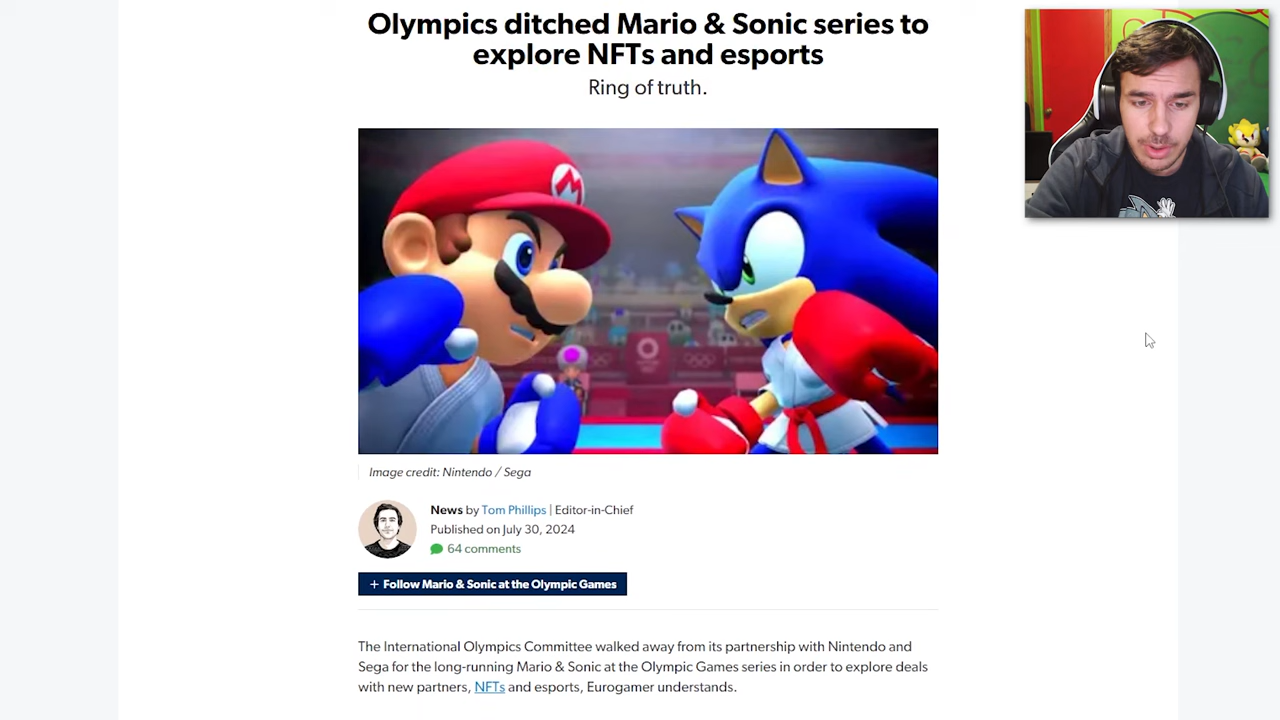 Olympics ditched Mario & Sonic series to
explore NFTs and esports
Ring of truth.
M
Image credit: Nintendo / Sega
News by Tom Phillips | Editor-in-Chief
Published on July 30, 2024
64 comments
+ Follow Mario & Sonic at the Olympic Games
The International Olympics Committee walked away from its partnership with Nintendo and
Sega for the long-running Mario & Sonic at the Olympic Games series in order to explore deals
with new partners, NFTs and esports, Eurogamer understands.